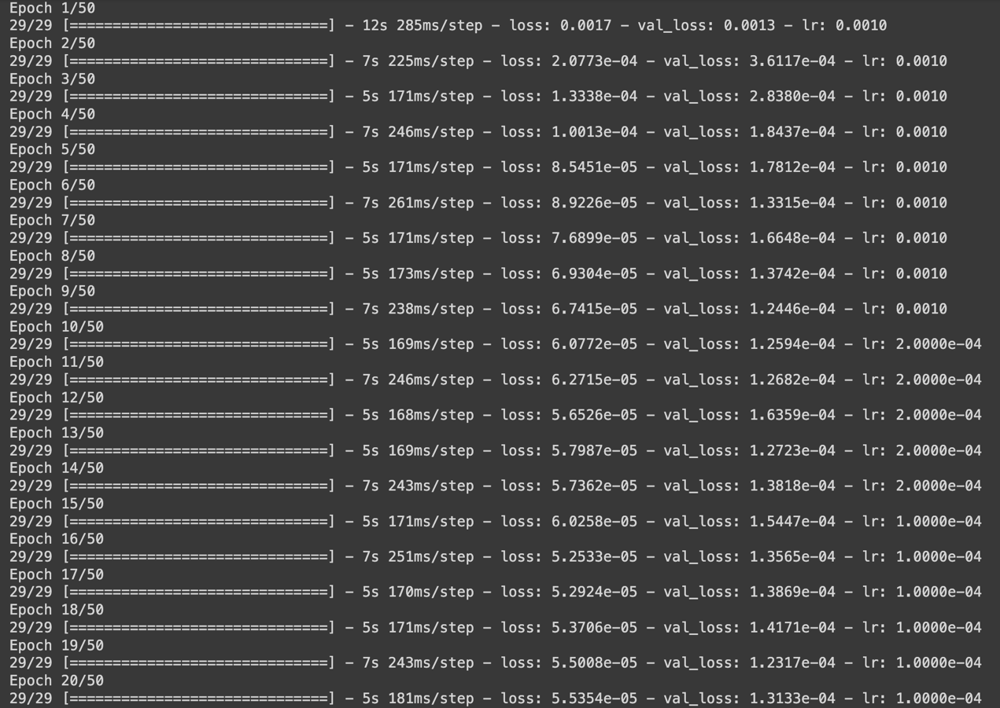 Epoch 1/50
29/29 [==============================] - 12s 285ms/step - loss: 0.0017 - val_loss: 0.0013 - lr: 0.0010
Epoch 2/50
29/29 [==============================] - 7s 225ms/step - loss: 2.0773e-04 - val_loss: 3.6117e-04 - lr: 0.0010
Epoch 3/50
29/29 [==============================] - 5s 171ms/step - loss: 1.3338e-04 - val_loss: 2.8380e-04 - lr: 0.0010
Epoch 4/50
29/29 [==============================] - 7s 246ms/step - loss: 1.0013e-04 - val_loss: 1.8437e-04 - lr: 0.0010
Epoch 5/50
29/29 [==============================] - 5s 171ms/step - loss: 8.5451e-05 - val_loss: 1.7812e-04 - lr: 0.0010
Epoch 6/50
29/29 [==============================] - 7s 261ms/step - loss: 8.9226e-05 - val_loss: 1.3315e-04 - lr: 0.0010
Epoch 7/50
29/29 [==============================] - 5s 171ms/step - loss: 7.6899e-05 - val_loss: 1.6648e-04 - lr: 0.0010
Epoch 8/50
29/29 [==============================] - 5s 173ms/step - loss: 6.9304e-05 - val_loss: 1.3742e-04 - lr: 0.0010
Epoch 9/50
29/29 [==============================] - 7s 238ms/step - loss: 6.7415e-05 - val_loss: 1.2446e-04 - lr: 0.0010
Epoch 10/50
29/29 [==============================] - 5s 169ms/step - loss: 6.0772e-05 - val_loss: 1.2594e-04 - lr: 2.0000e-04
Epoch 11/50
29/29 [==============================] - 7s 246ms/step - loss: 6.2715e-05 - val_loss: 1.2682e-04 - lr: 2.0000e-04
Epoch 12/50
29/29 [==============================] - 5s 168ms/step - loss: 5.6526e-05 - val_loss: 1.6359e-04 - lr: 2.0000e-04
Epoch 13/50
29/29 [==============================] - 5s 169ms/step - loss: 5.7987e-05 - val_loss: 1.2723e-04 - lr: 2.0000e-04
Epoch 14/50
29/29 [==============================] - 7s 243ms/step - loss: 5.7362e-05 - val_loss: 1.3818e-04 - lr: 2.0000e-04
Epoch 15/50
29/29 [==============================] - 5s 171ms/step - loss: 6.0258e-05 - val_loss: 1.5447e-04 - lr: 1.0000e-04
Epoch 16/50
29/29 [==============================] - 7s 251ms/step - loss: 5.2533e-05 - val_loss: 1.3565e-04 - lr: 1.0000e-04
Epoch 17/50
29/29 [==============================] - 5s 170ms/step - loss: 5.2924e-05 - val_loss: 1.3869e-04 - lr: 1.0000e-04
Epoch 18/50
29/29 [==============================] - 5s 171ms/step - loss: 5.3706e-05 - val_loss: 1.4171e-04 - lr: 1.0000e-04
Epoch 19/50
29/29 [==============================] - 7s 243ms/step - loss: 5.5008e-05 - val_loss: 1.2317e-04 - lr: 1.0000e-04
Epoch 20/50
29/29 [==============================] - 5s 181ms/step - loss: 5.5354e-05 - val_loss: 1.3133e-04 - lr: 1.0000e-04